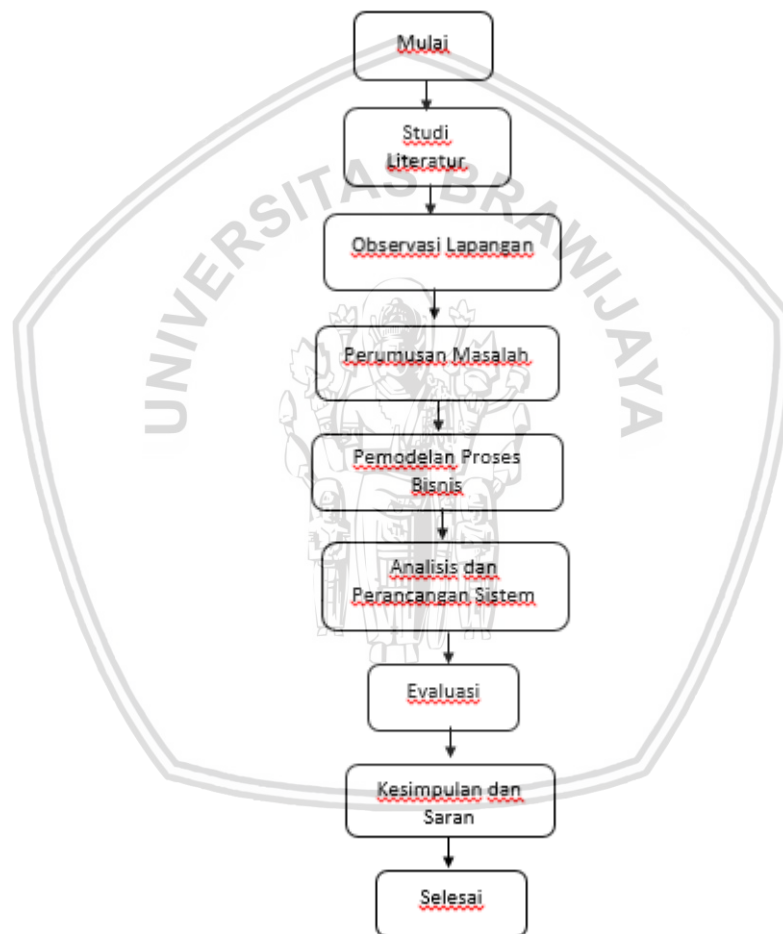 Mulai
Studi
Literatur
UNIVERSITAS BRAWIJAYA
Observasi Lapangan
Perumusan Masalah
Pemodelan Proses
Bisnis
Analisis dan
Perancangan Sistem
Evaluasi
Kesimpulan dan
Saran
Selesai